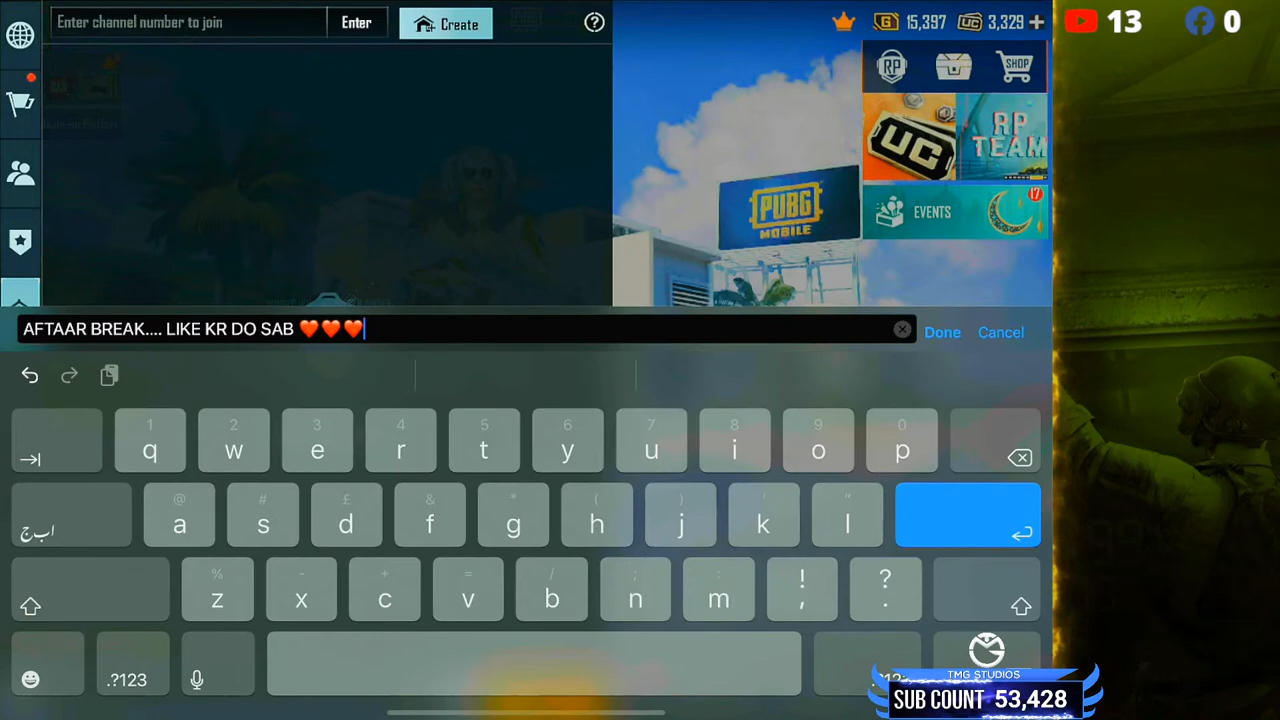 Enter channel number to join
Enter
Create
?
15,397
UC
3,329 +
13
0
RP
SHOP
UC
RP
TEAM
PUBG
MOBILE
EVENTS
17
AFTAAR BREAK.... LIKE KR DO SAB ❤️❤️❤️
Done
Cancel
1 2 3 4 5 6 7 8 9 0
q w e r t y u i o p
@ # £ & * ( ) ' "
ا ب ج
a s d f g h j k l
% - + = / ; : ! ?
z x c v b n m , .
.?123
TMG STUDIOS
SUB COUNT 53,428